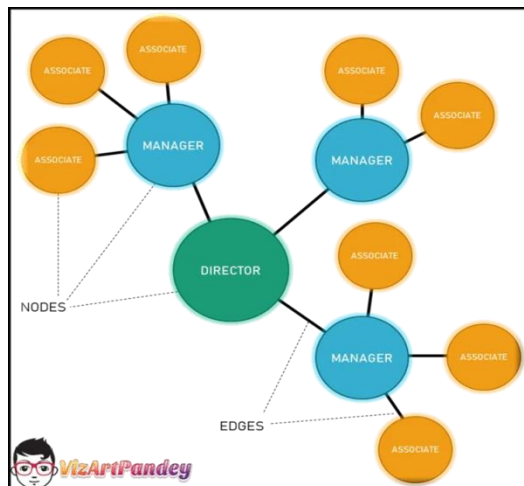 ASSOCIATE
ASSOCIATE
ASSOCIATE
MANAGER
ASSOCIATE
ASSOCIATE
MANAGER
DIRECTOR
NODES
ASSOCIATE
MANAGER
ASSOCIATE
ASSOCIATE
EDGES
VizArtPandey